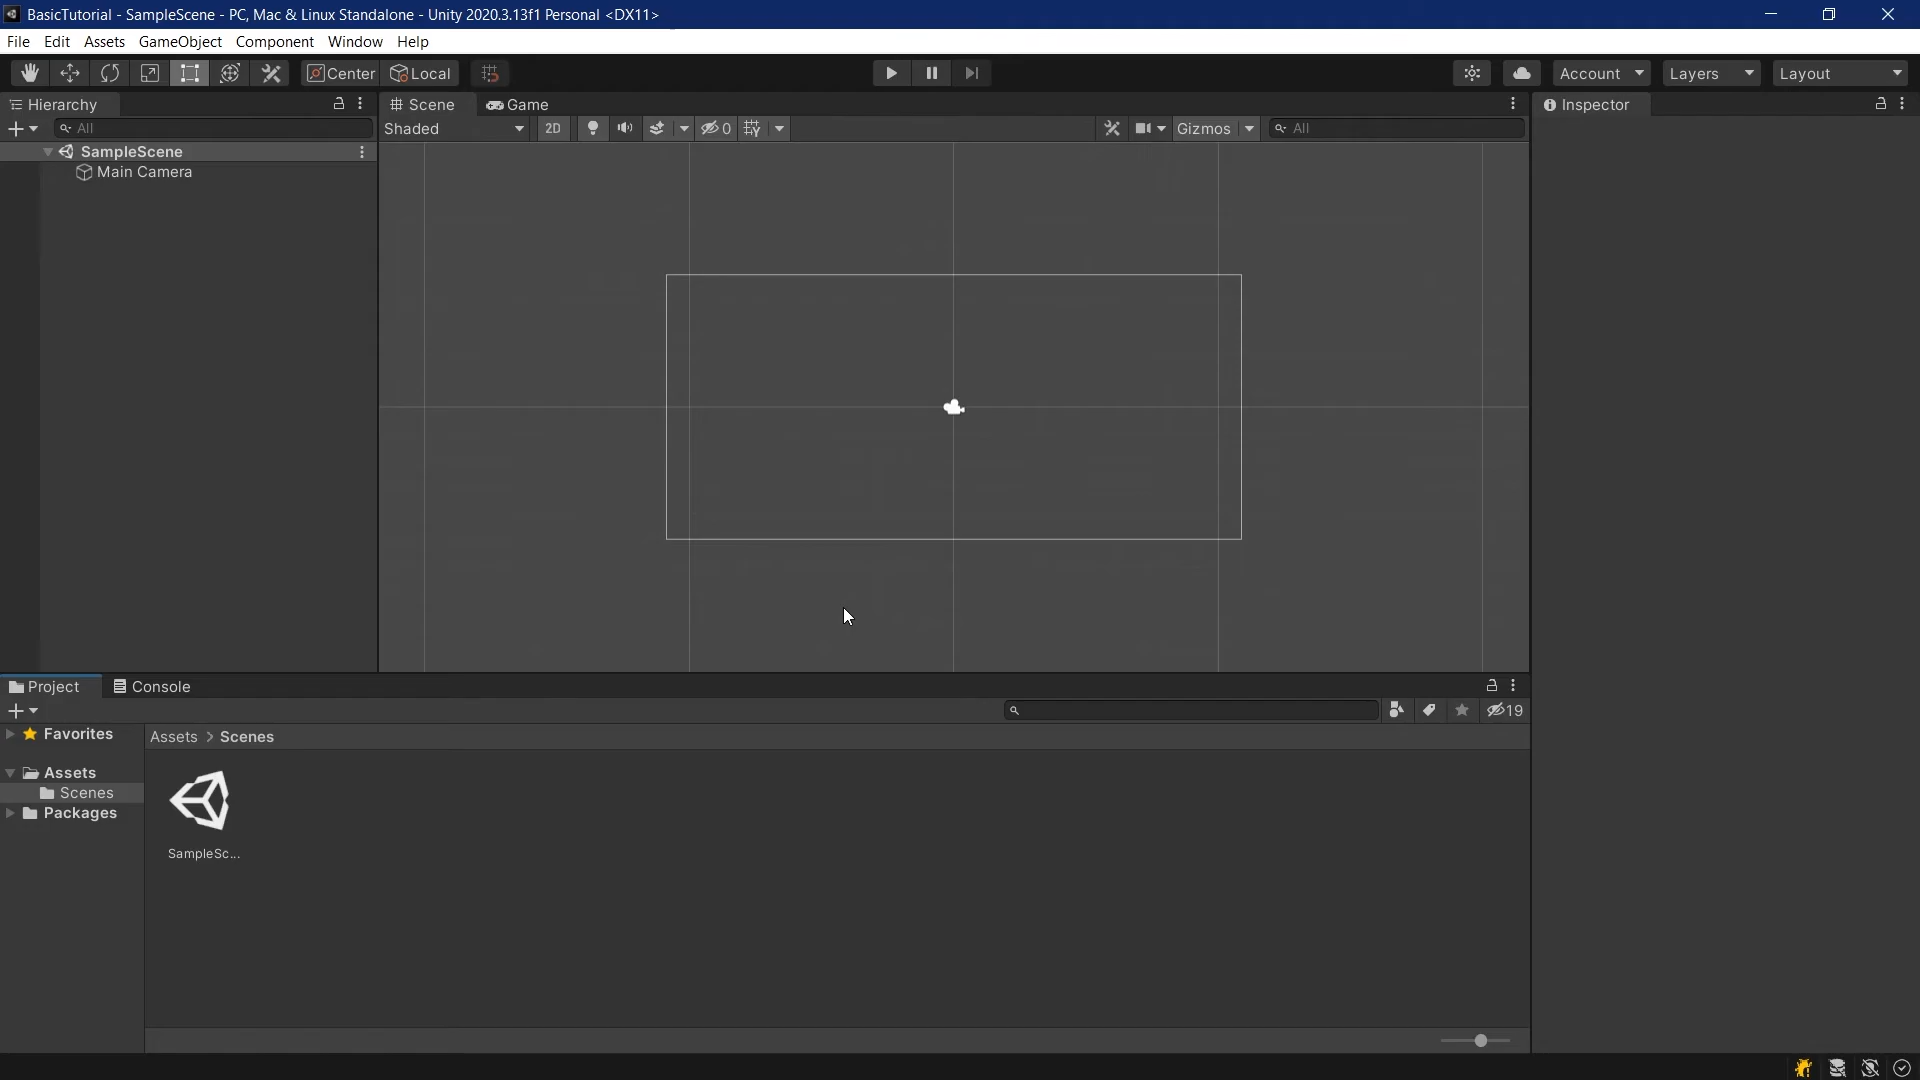 BasicTutorial - SampleScene - PC, Mac & Linux Standalone - Unity 2020.3.13f1 Personal <DX11>
File Edit Assets GameObject Component Window Help
Center Local Account Layers Layout
Hierarchy Scene Game Inspector
All Shaded 2D 0 Gizmos All
SampleScene
Main Camera
Project Console
19
Favorites
Assets > Scenes
Assets
Scenes
Packages
SampleSc...